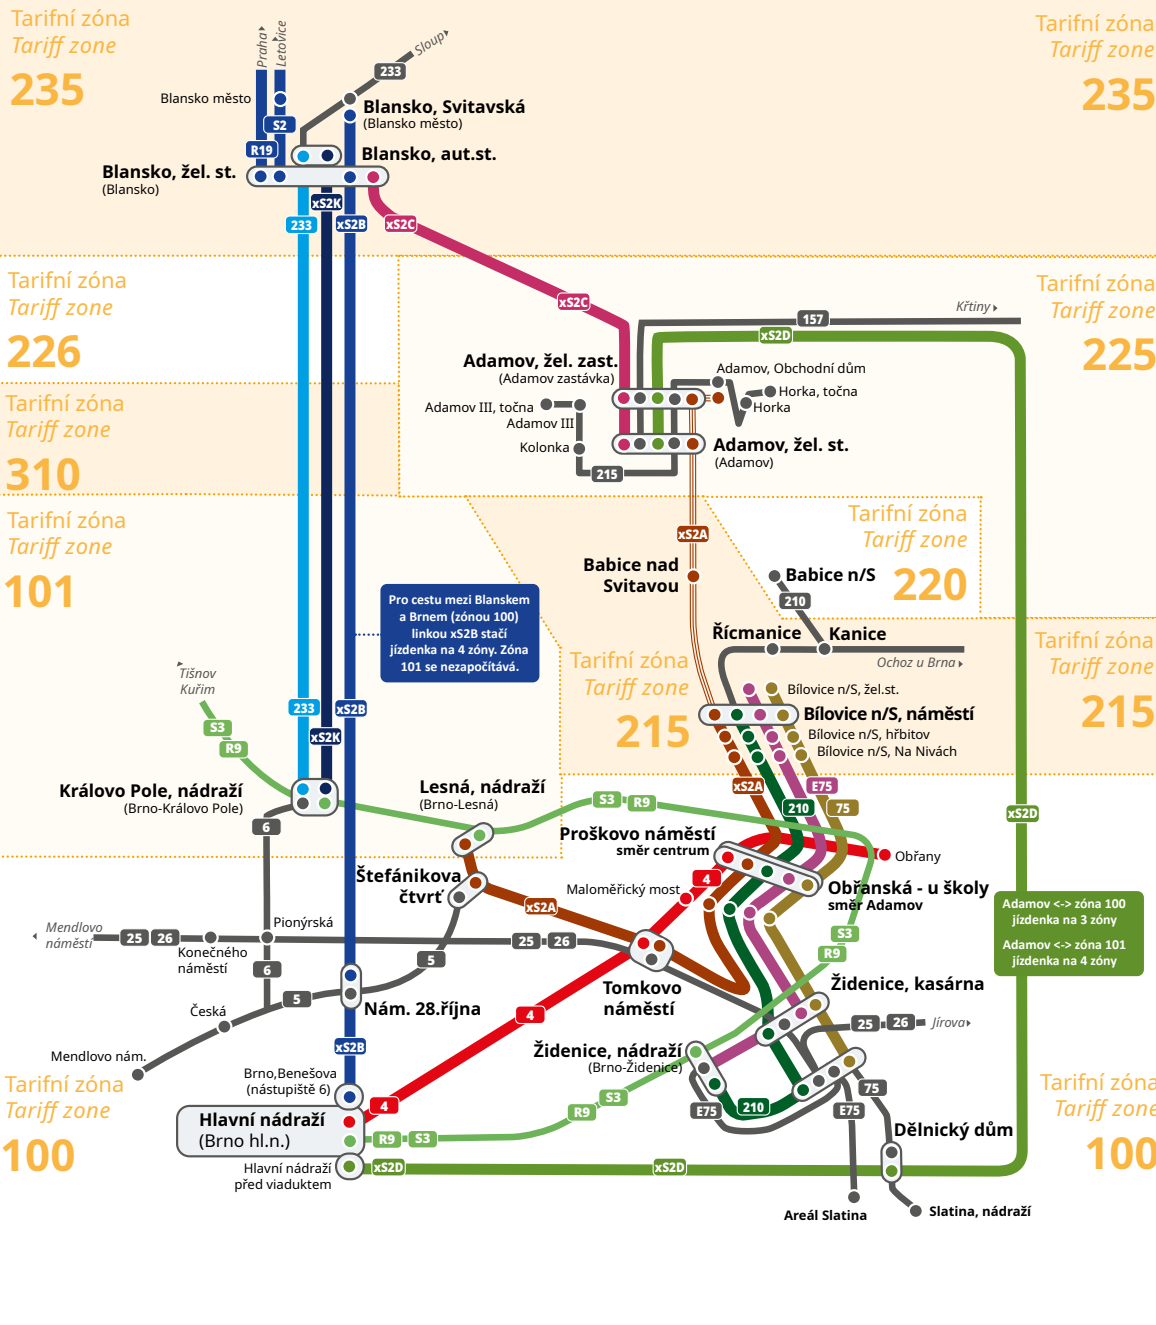 Tarifní zóna
Tariff zone
235
Praha
Letovice
Sloup
Tarifní zóna
Tariff zone
235
233
Blansko město
S2
R19
Blansko, Svitavská
(Blansko město)
Blansko, aut.st.
Blansko, žel. st.
(Blansko)
xS2K
233
xS2B
xS2C
Tarifní zóna
Tariff zone
226
xS2C
Tarifní zóna
Tariff zone
225
Křtiny
157
xS2D
Adamov, žel. zast.
(Adamov zastávka)
Adamov, Obchodní dům
Horka, točna
Horka
Adamov III, točna
Adamov III
Kolonka
215
Adamov, žel. st.
(Adamov)
Tarifní zóna
Tariff zone
310
Tarifní zóna
Tariff zone
101
xS2A
Tarifní zóna
Tariff zone
220
Babice nad
Svitavou
Babice n/S
210
Pro cestu mezi Blanskem
a Brnem (zónou 100)
linkou xS2B stačí
jízdenka na 4 zóny. Zóna
101 se nezapočítává.
Řícmanice
Kanice
Ochoz u Brna
Tarifní zóna
Tariff zone
215
Tarifní zóna
Tariff zone
215
Tišnov
Kuřim
S3
R9
233
xS2B
xS2K
Bílovice n/S, žel.st.
Bílovice n/S, náměstí
Bílovice n/S, hřbitov
Bílovice n/S, Na Nivách
xS2A
E75
210
75
Královo Pole, nádraží
(Brno-Královo Pole)
6
Lesná, nádraží
(Brno-Lesná)
S3
R9
xS2D
Proškovo náměstí
směr centrum
Obřany
Štefánikova
čtvrť
Maloměřický most
4
Obřanská - u školy
směr Adamov
xS2A
Adamov <-> zóna 100
jízdenka na 3 zóny
Adamov <-> zóna 101
jízdenka na 4 zóny
Mendlovo
náměstí
25
26
Pionýrská
Konečného
náměstí
25
26
S3
R9
6
5
Tomkovo
náměstí
Židenice, kasárna
5
Česká
Nám. 28.října
4
25
26
Jírova
Mendlovo nám.
xS2B
Židenice, nádraží
(Brno-Židenice)
Tarifní zóna
Tariff zone
100
Brno,Benešova
(nástupiště 6)
4
R9
S3
E75
210
75
E75
Tarifní zóna
Tariff zone
100
Hlavní nádraží
(Brno hl.n.)
R9
S3
Dělnický dům
Hlavní nádraží
před viaduktem
xS2D
xS2D
Areál Slatina
Slatina, nádraží